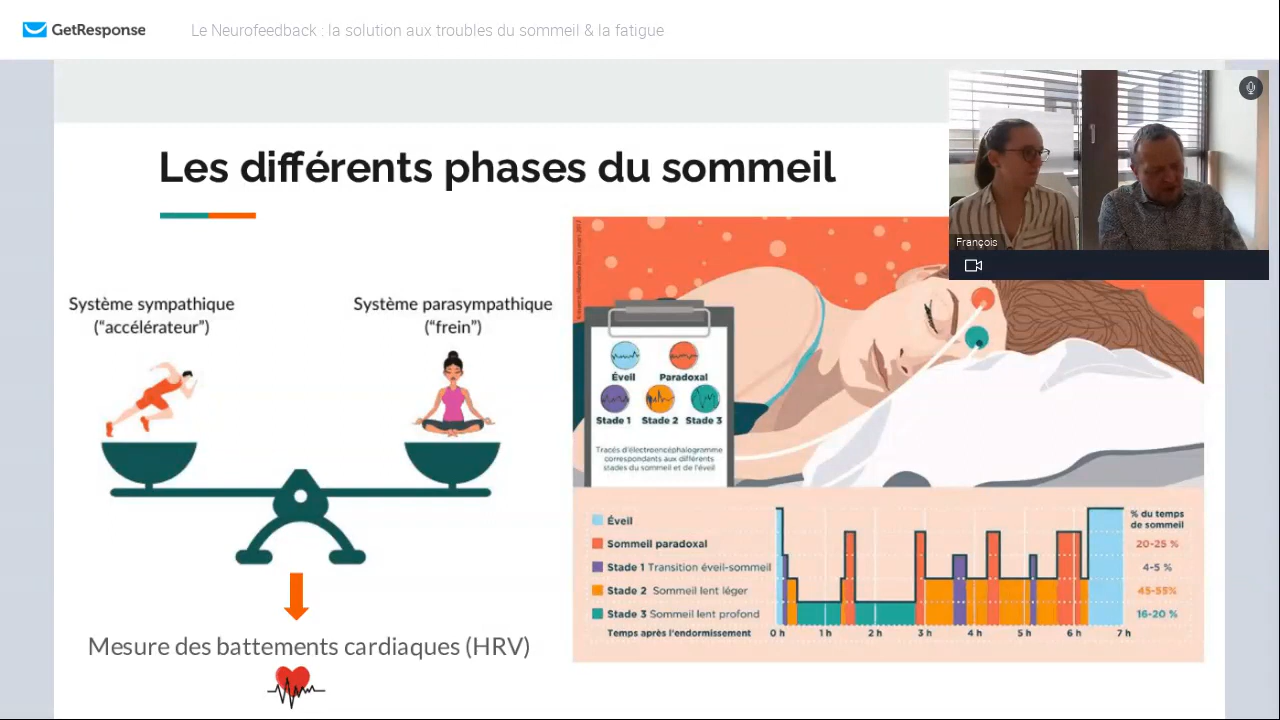 GetResponse
Le Neurofeedback : la solution aux troubles du sommeil & la fatigue
François
Les différents phases du sommeil
Système sympathique
("accélérateur")
Système parasympathique
("frein")
Mesure des battements cardiaques (HRV)
Éveil
Paradoxal
Stade 1
Stade 2
Stade 3
Tracés d'électroencéphalogramme
correspondants aux différents
stades du sommeil et de l'éveil
Éveil
Sommeil paradoxal
Stade 1 Transition éveil-sommeil
Stade 2 Sommeil lent léger
Stade 3 Sommeil lent profond
Temps après l'endormissement
0 h
1 h
2 h
3 h
4 h
5 h
6 h
7 h
% du temps
de sommeil
20-25 %
4-5 %
45-55%
16-20 %